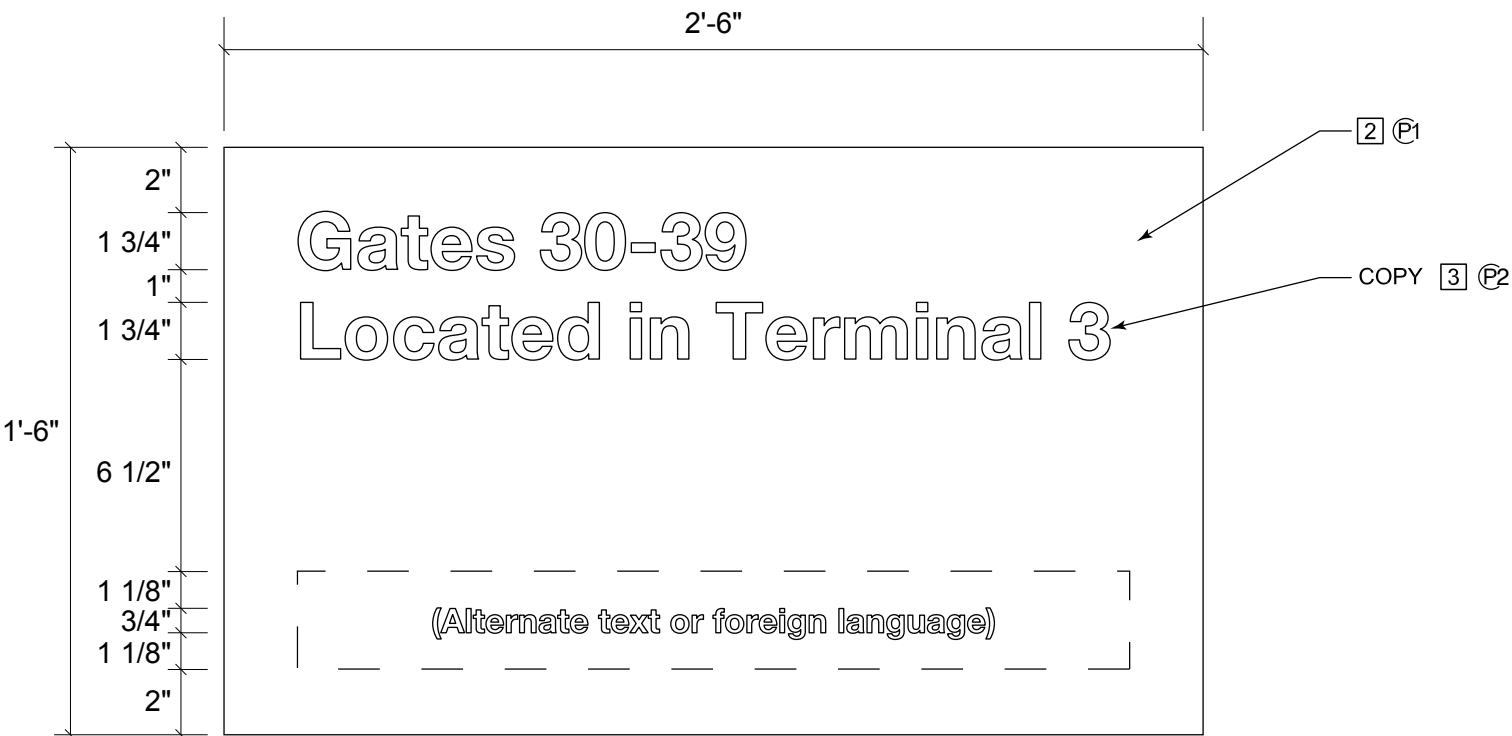 2'-6"
2 P1
2"
Gates 30-39
1 3/4"
1"
COPY 3 P2
Located in Terminal 3
1 3/4"
1'-6"
6 1/2"
1 1/8"
(Alternate text or foreign language)
3/4"
1 1/8"
2"